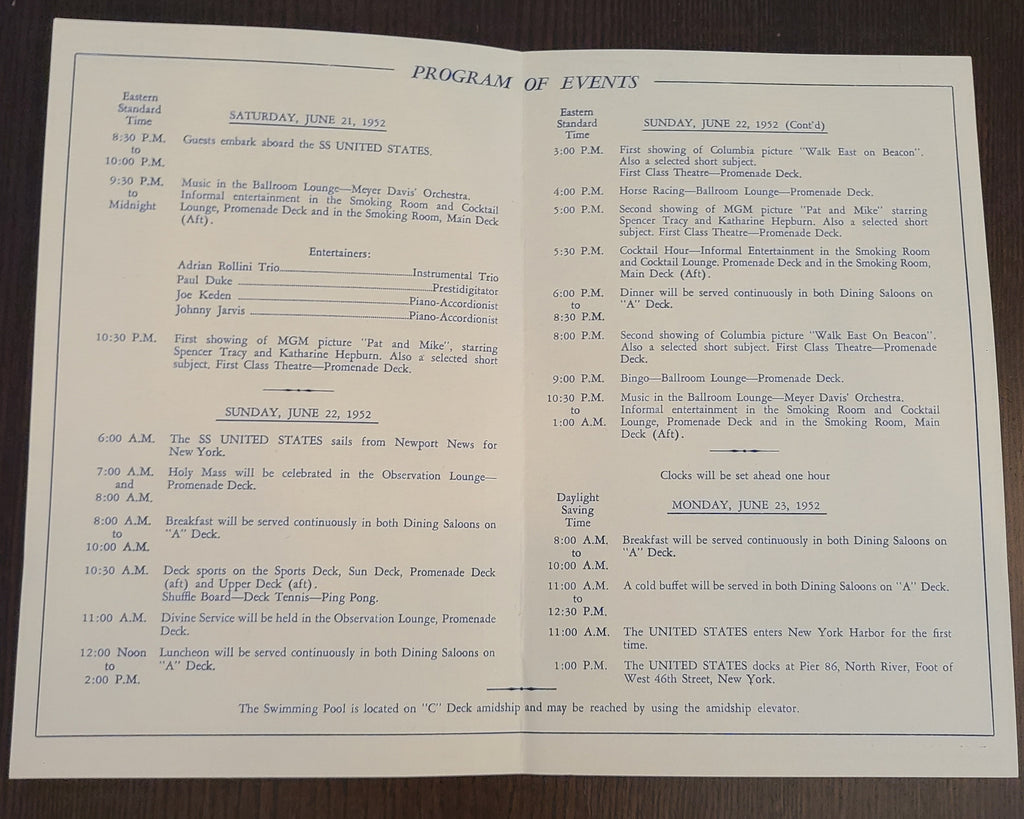 PROGRAM OF EVENTS
Eastern
Standard
Time
SATURDAY, JUNE 21, 1952
8:30 P.M.
to
10:00 P.M.
Guests embark aboard the SS UNITED STATES.
9:30 P.M.
to
Midnight
Music in the Ballroom Lounge—Meyer Davis' Orchestra.
Informal entertainment in the Smoking Room and Cocktail
Lounge, Promenade Deck and in the Smoking Room, Main Deck
(Aft).
Entertainers:
Adrian Rollini Trio Instrumental Trio
Paul Duke Prestidigitator
Joe Keden Piano-Accordionist
Johnny Jarvis Piano-Accordionist
10:30 P.M. First showing of MGM picture "Pat and Mike", starring
Spencer Tracy and Katharine Hepburn. Also a selected short
subject. First Class Theatre—Promenade Deck.
SUNDAY, JUNE 22, 1952
6:00 A.M. The SS UNITED STATES sails from Newport News for
New York.
7:00 A.M.
and
8:00 A.M.
Holy Mass will be celebrated in the Observation Lounge—
Promenade Deck.
8:00 A.M.
to
10:00 A.M.
Breakfast will be served continuously in both Dining Saloons on
"A" Deck.
10:30 A.M. Deck sports on the Sports Deck, Sun Deck, Promenade Deck
(aft) and Upper Deck (aft).
Shuffle Board—Deck Tennis—Ping Pong.
11:00 A.M. Divine Service will be held in the Observation Lounge, Promenade
Deck.
12:00 Noon
to
2:00 P.M.
Luncheon will be served continuously in both Dining Saloons on
"A" Deck.
Eastern
Standard
Time
SUNDAY, JUNE 22, 1952 (Cont'd)
3:00 P.M. First showing of Columbia picture "Walk East on Beacon".
Also a selected short subject.
First Class Theatre—Promenade Deck.
4:00 P.M. Horse Racing—Ballroom Lounge—Promenade Deck.
5:00 P.M. Second showing of MGM picture "Pat and Mike" starring
Spencer Tracy and Katharine Hepburn. Also a selected short
subject. First Class Theatre—Promenade Deck.
5:30 P.M. Cocktail Hour—Informal Entertainment in the Smoking Room
and Cocktail Lounge. Promenade Deck and in the Smoking Room,
Main Deck (Aft).
6:00 P.M.
to
8:30 P.M.
Dinner will be served continuously in both Dining Saloons on
"A" Deck.
8:00 P.M. Second showing of Columbia picture "Walk East On Beacon".
Also a selected short subject. First Class Theatre—Promenade
Deck.
9:00 P.M. Bingo—Ballroom Lounge—Promenade Deck.
10:30 P.M.
to
1:00 A.M.
Music in the Ballroom Lounge—Meyer Davis' Orchestra.
Informal entertainment in the Smoking Room and Cocktail
Lounge, Promenade Deck and in the Smoking Room, Main
Deck (Aft).
Clocks will be set ahead one hour
Daylight
Saving
Time
MONDAY, JUNE 23, 1952
8:00 A.M.
to
10:00 A.M.
Breakfast will be served continuously in both Dining Saloons on
"A" Deck.
11:00 A.M.
to
12:30 P.M.
A cold buffet will be served in both Dining Saloons on "A" Deck.
11:00 A.M. The UNITED STATES enters New York Harbor for the first
time.
1:00 P.M. The UNITED STATES docks at Pier 86, North River, Foot of
West 46th Street, New York.
The Swimming Pool is located on "C" Deck amidship and may be reached by using the amidship elevator.